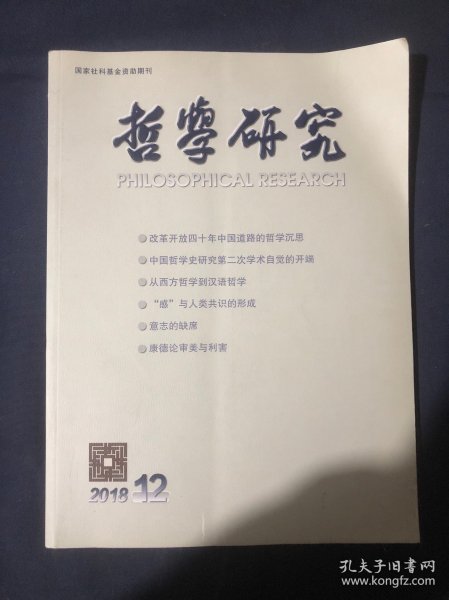 国家社科基金资助期刊
哲學研究
PHILOSOPHICAL RESEARCH
改革开放四十年中国道路的哲学沉思
中国哲学史研究第二次学术自觉的开端
从西方哲学到汉语哲学
“感”与人类共识的形成
意志的缺席
康德论审美与利害
2018 12
孔夫子旧书网
www.kongfz.com